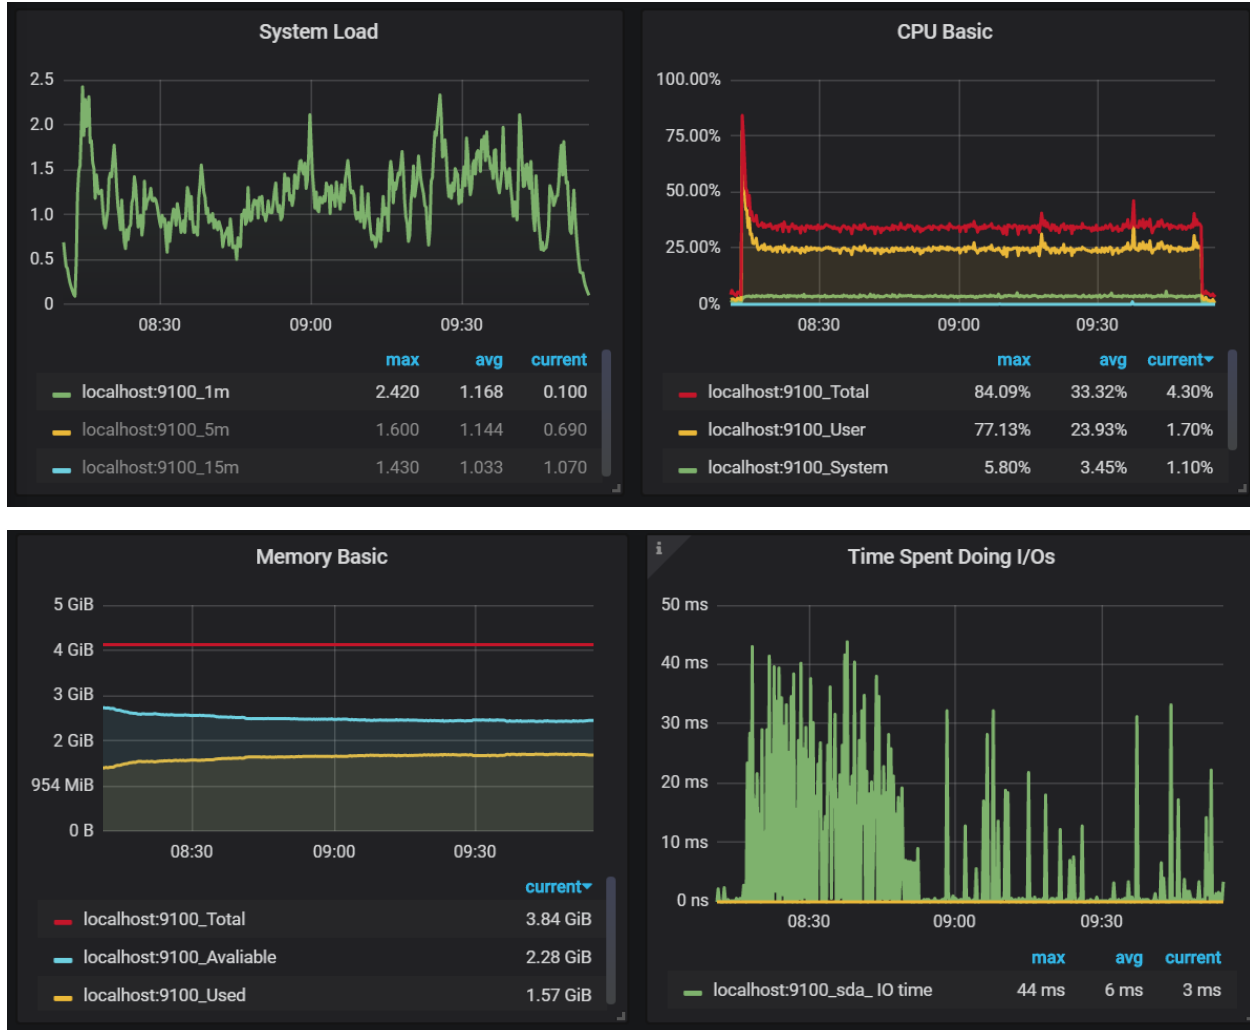 System Load
2.5
2.0
1.5
1.0
0.5
0
08:30 09:00 09:30
max avg current
localhost:9100_1m 2.420 1.168 0.100
localhost:9100_5m 1.600 1.144 0.690
localhost:9100_15m 1.430 1.033 1.070
CPU Basic
100.00%
75.00%
50.00%
25.00%
0%
08:30 09:00 09:30
max avg current
localhost:9100_Total 84.09% 33.32% 4.30%
localhost:9100_User 77.13% 23.93% 1.70%
localhost:9100_System 5.80% 3.45% 1.10%
Memory Basic
5 GiB
4 GiB
3 GiB
2 GiB
954 MiB
0 B
08:30 09:00 09:30
current
localhost:9100_Total 3.84 GiB
localhost:9100_Avaliable 2.28 GiB
localhost:9100_Used 1.57 GiB
i
Time Spent Doing I/Os
50 ms
40 ms
30 ms
20 ms
10 ms
0 ns
08:30 09:00 09:30
max avg current
localhost:9100_sda_ IO time 44 ms 6 ms 3 ms